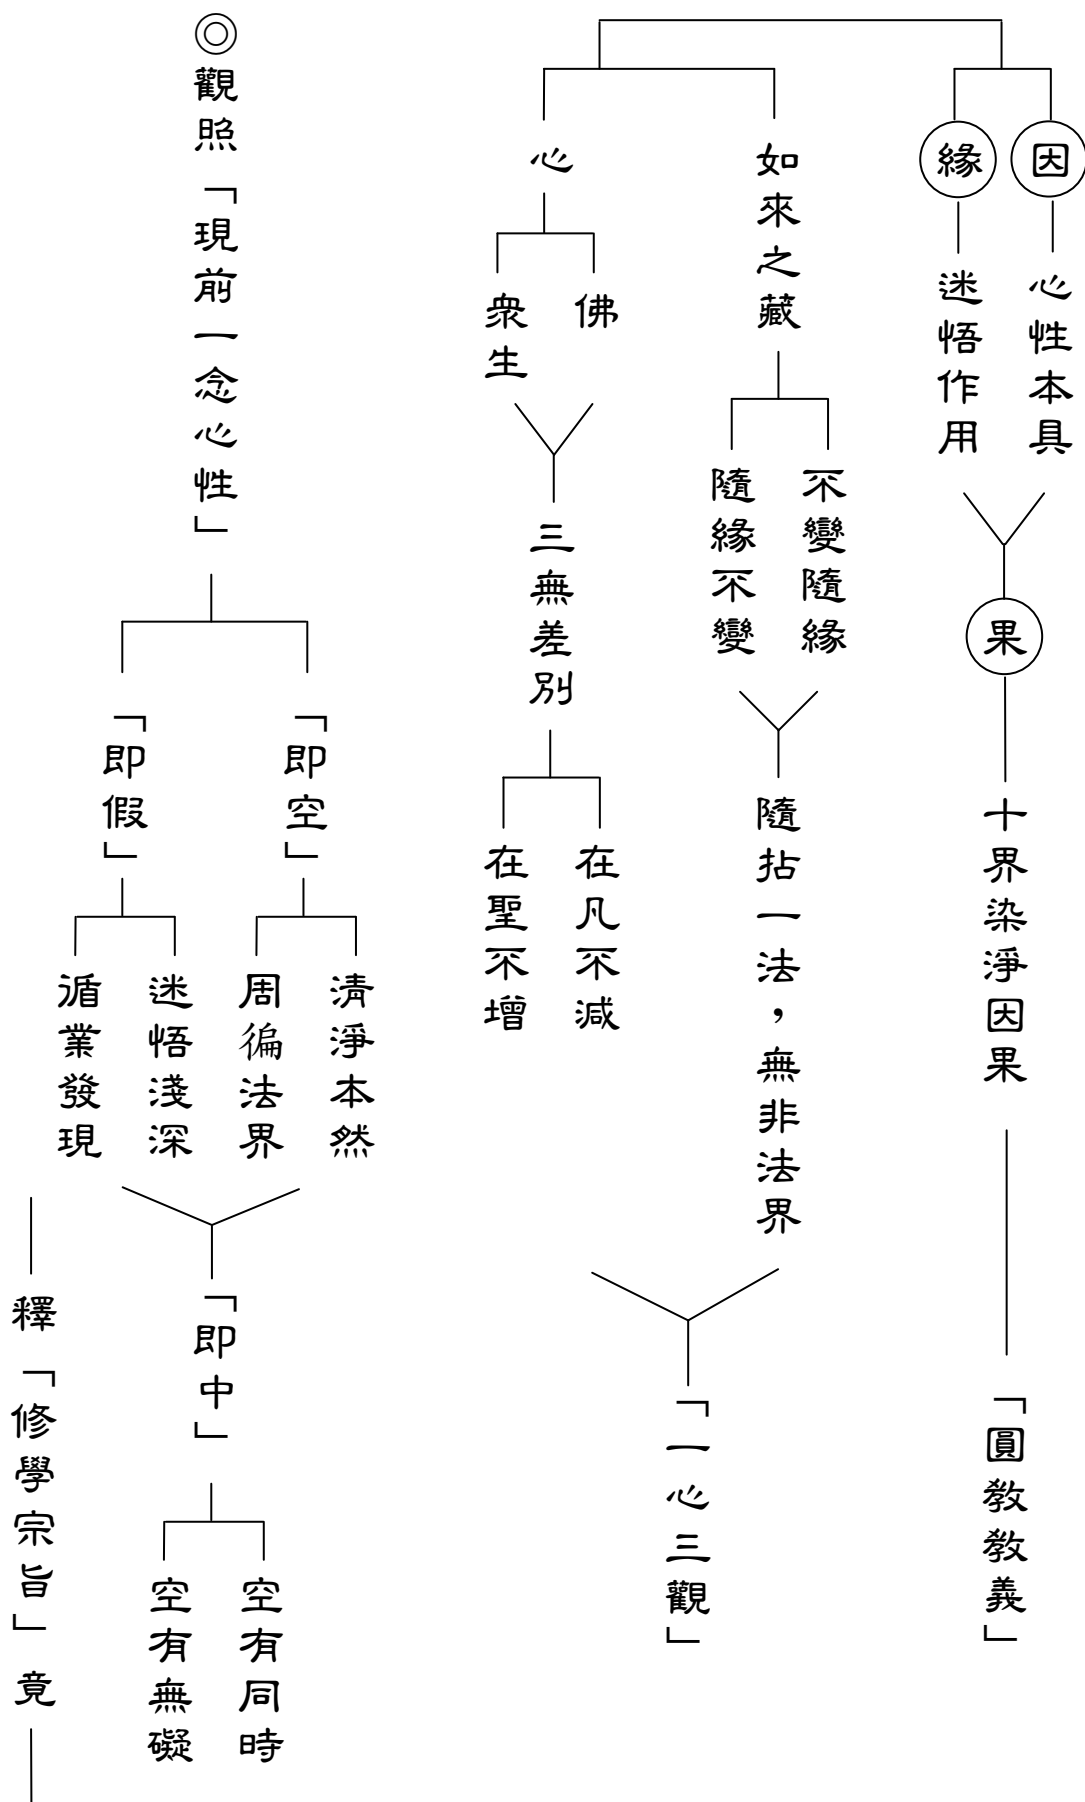 因
心性本具
緣
迷悟作用
果
十界染淨因果
「圓教教義」
如來之藏
不變隨緣
隨緣不變
隨拈一法，無非法界
心
佛
眾生
三無差別
在凡不減
在聖不增
「一心三觀」
◎觀照「現前一念心性」
「即空」
清淨本然
周徧法界
「即假」
迷悟淺深
循業發現
「即中」
空有同時
空有無礙
釋「修學宗旨」竟